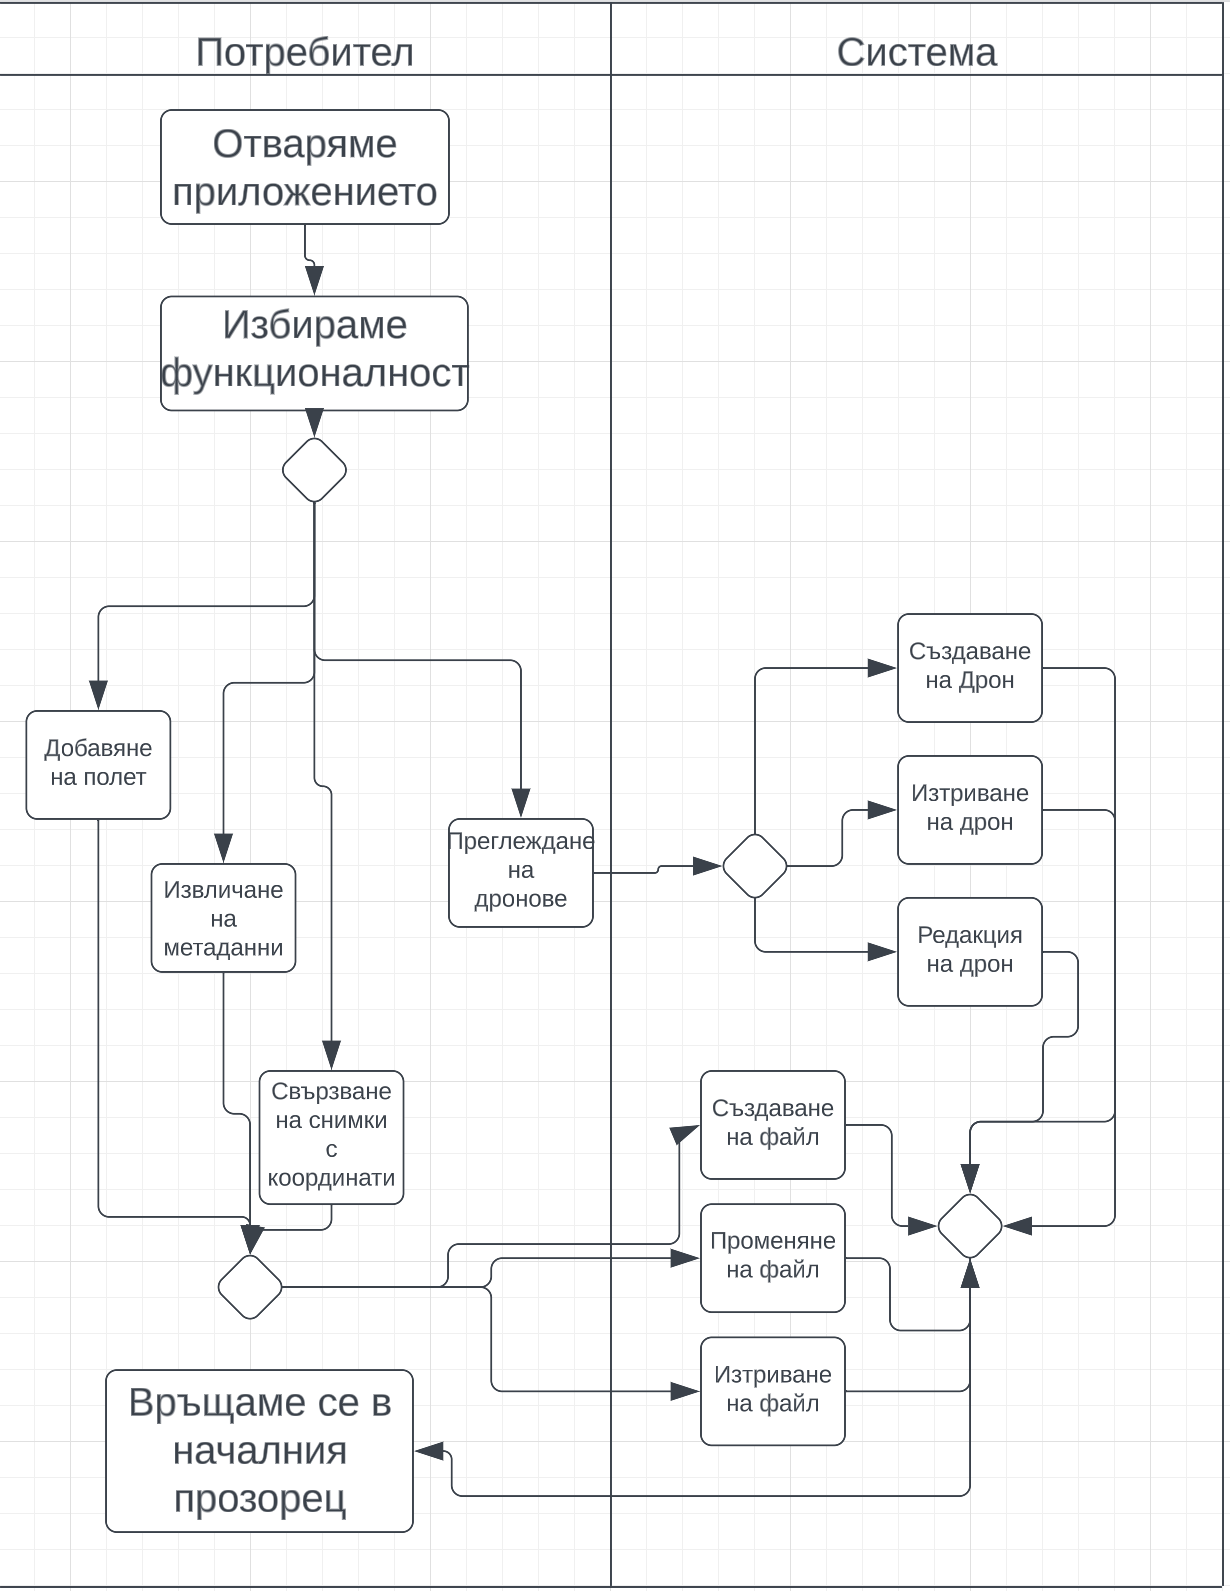 Потребител
Система
Отваряме
приложението
Избираме
функционалност
Добавяне
на полет
Извличане
на
метаданни
Свързване
на снимки
с
координати
Преглеждане
на
дронове
Създаване
на Дрон
Изтриване
на дрон
Редакция
на дрон
Създаване
на файл
Променяне
на файл
Изтриване
на файл
Връщаме се в
началния
прозорец